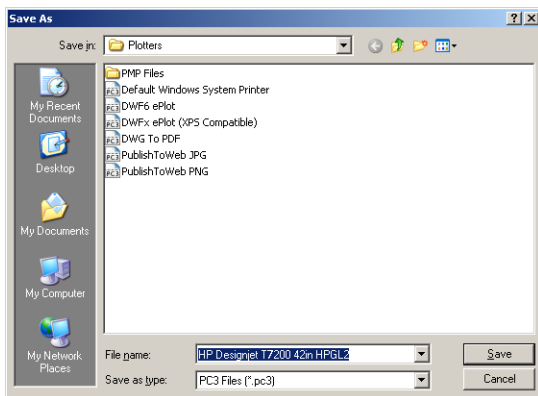 Save As
Save in: Plotters
My Recent
Documents
Desktop
My Documents
My Computer
My Network
Places
PMP Files
Default Windows System Printer
DWF6 ePlot
DWFx ePlot (XPS Compatible)
DWG To PDF
PublishToWeb JPG
PublishToWeb PNG
File name: HP Designjet T7200 42in HPGL2 Save
Save as type: PC3 Files (*.pc3) Cancel